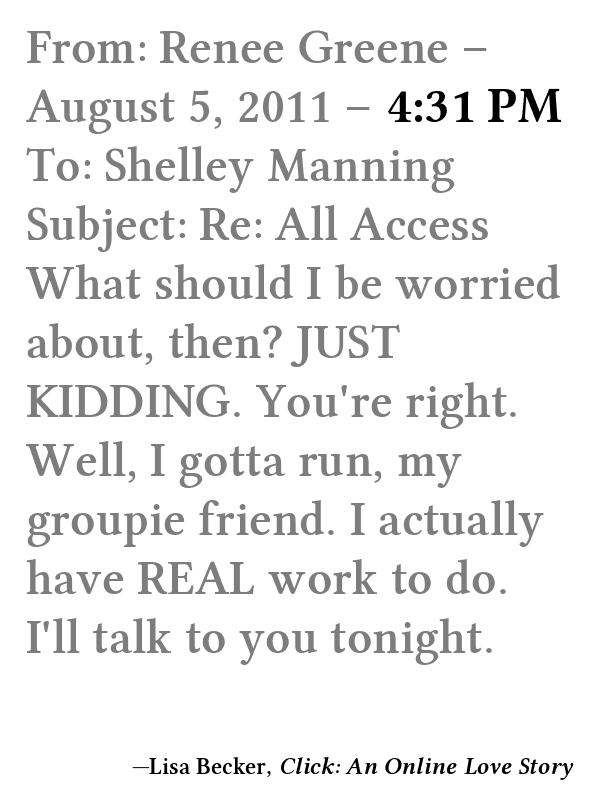 From: Renee Greene –
August 5, 2011 – 4:31 PM
To: Shelley Manning
Subject: Re: All Access
What should I be worried
about, then? JUST
KIDDING. You're right.
Well, I gotta run, my
groupie friend. I actually
have REAL work to do.
I'll talk to you tonight.
—Lisa Becker, Click: An Online Love Story